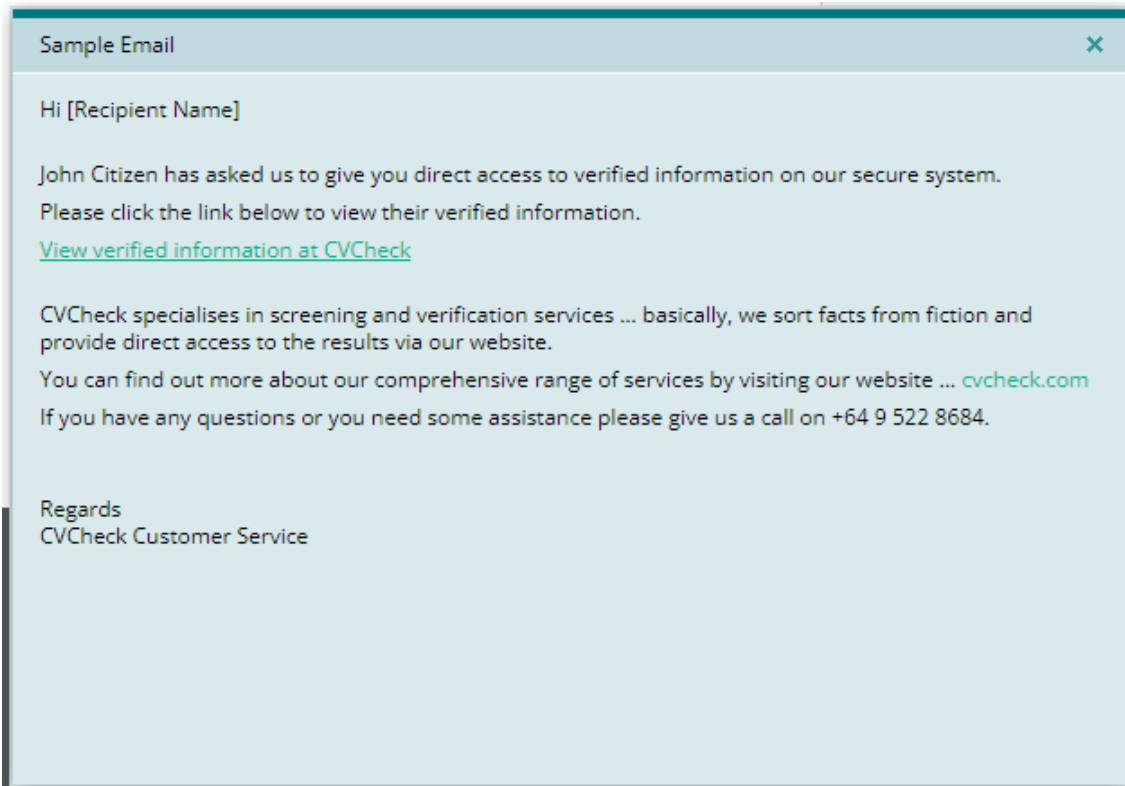 Sample Email
Hi [Recipient Name]
John Citizen has asked us to give you direct access to verified information on our secure system.
Please click the link below to view their verified information.
View verified information at CVCheck
CVCheck specialises in screening and verification services ... basically, we sort facts from fiction and
provide direct access to the results via our website.
You can find out more about our comprehensive range of services by visiting our website ... cvcheck.com
If you have any questions or you need some assistance please give us a call on +64 9 522 8684.
Regards
CVCheck Customer Service